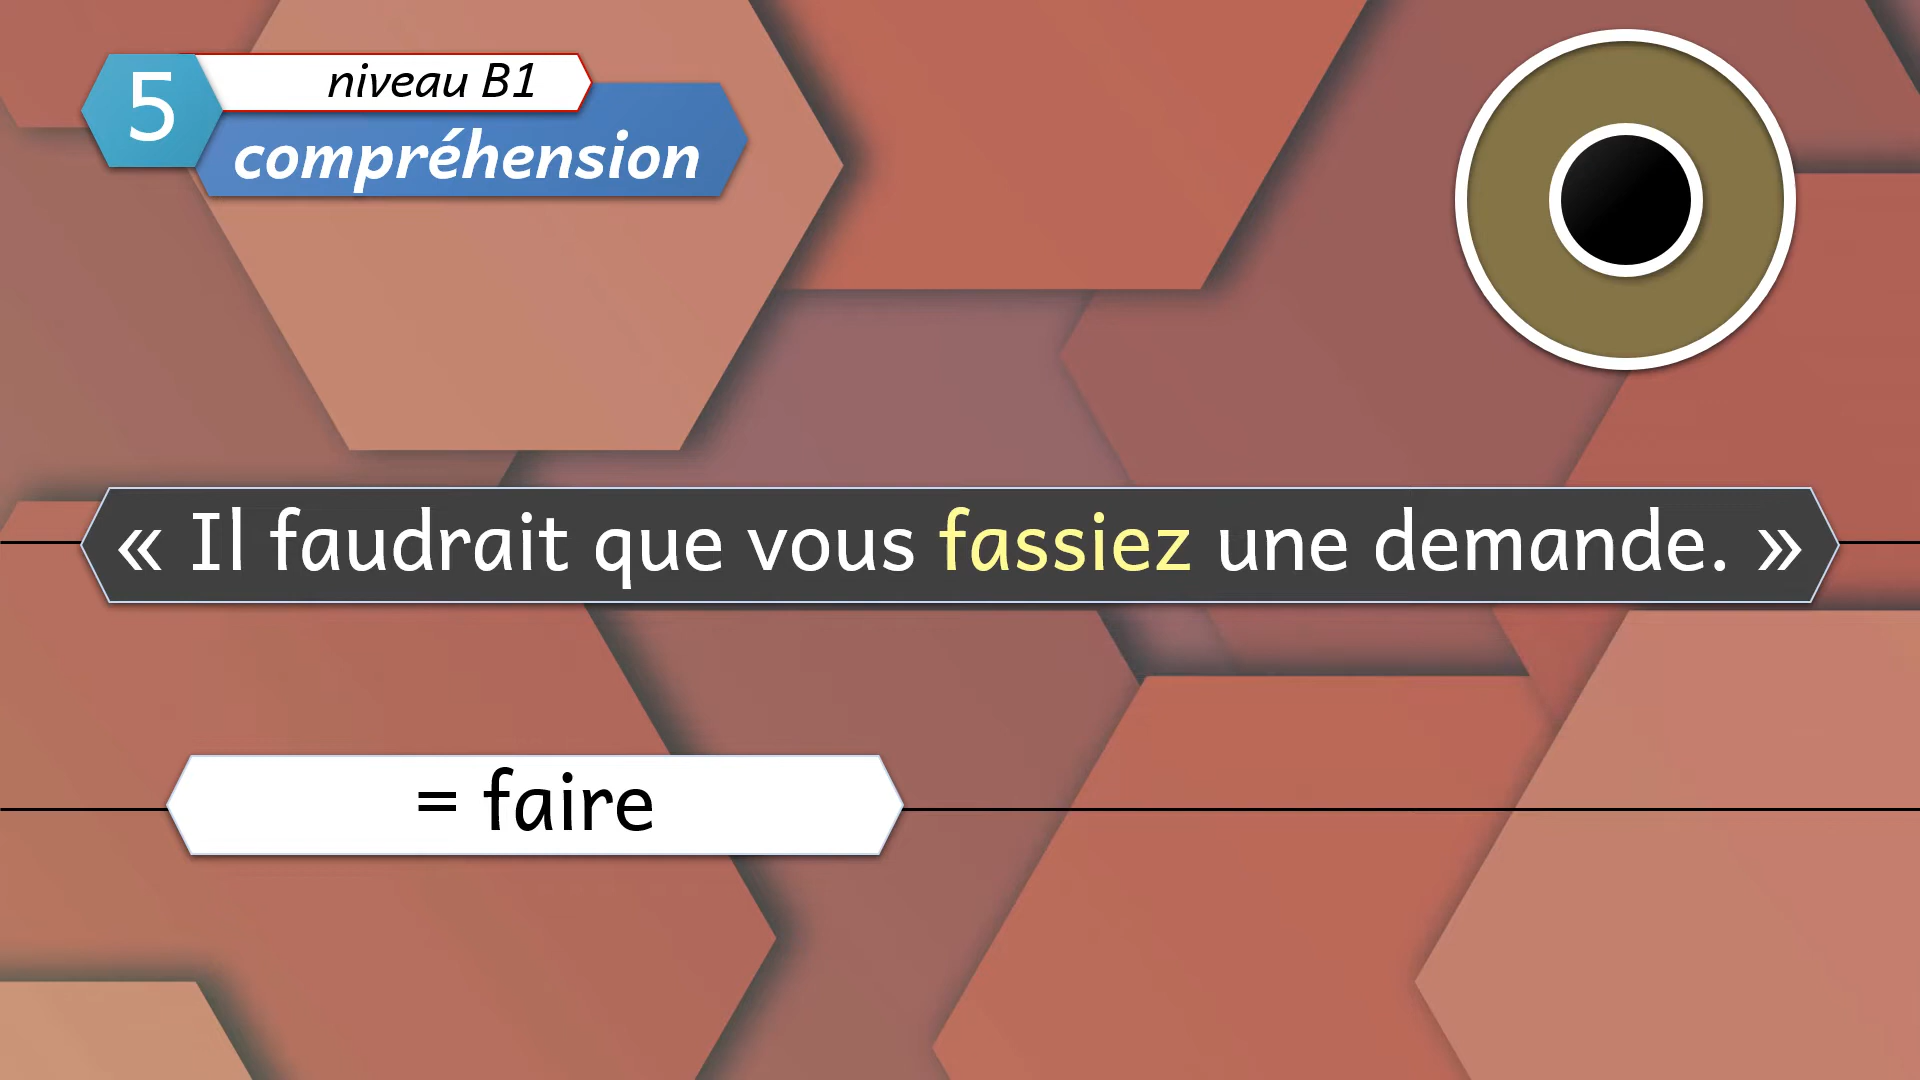 5
niveau B1
compréhension
« Il faudrait que vous fassiez une demande. »
= faire